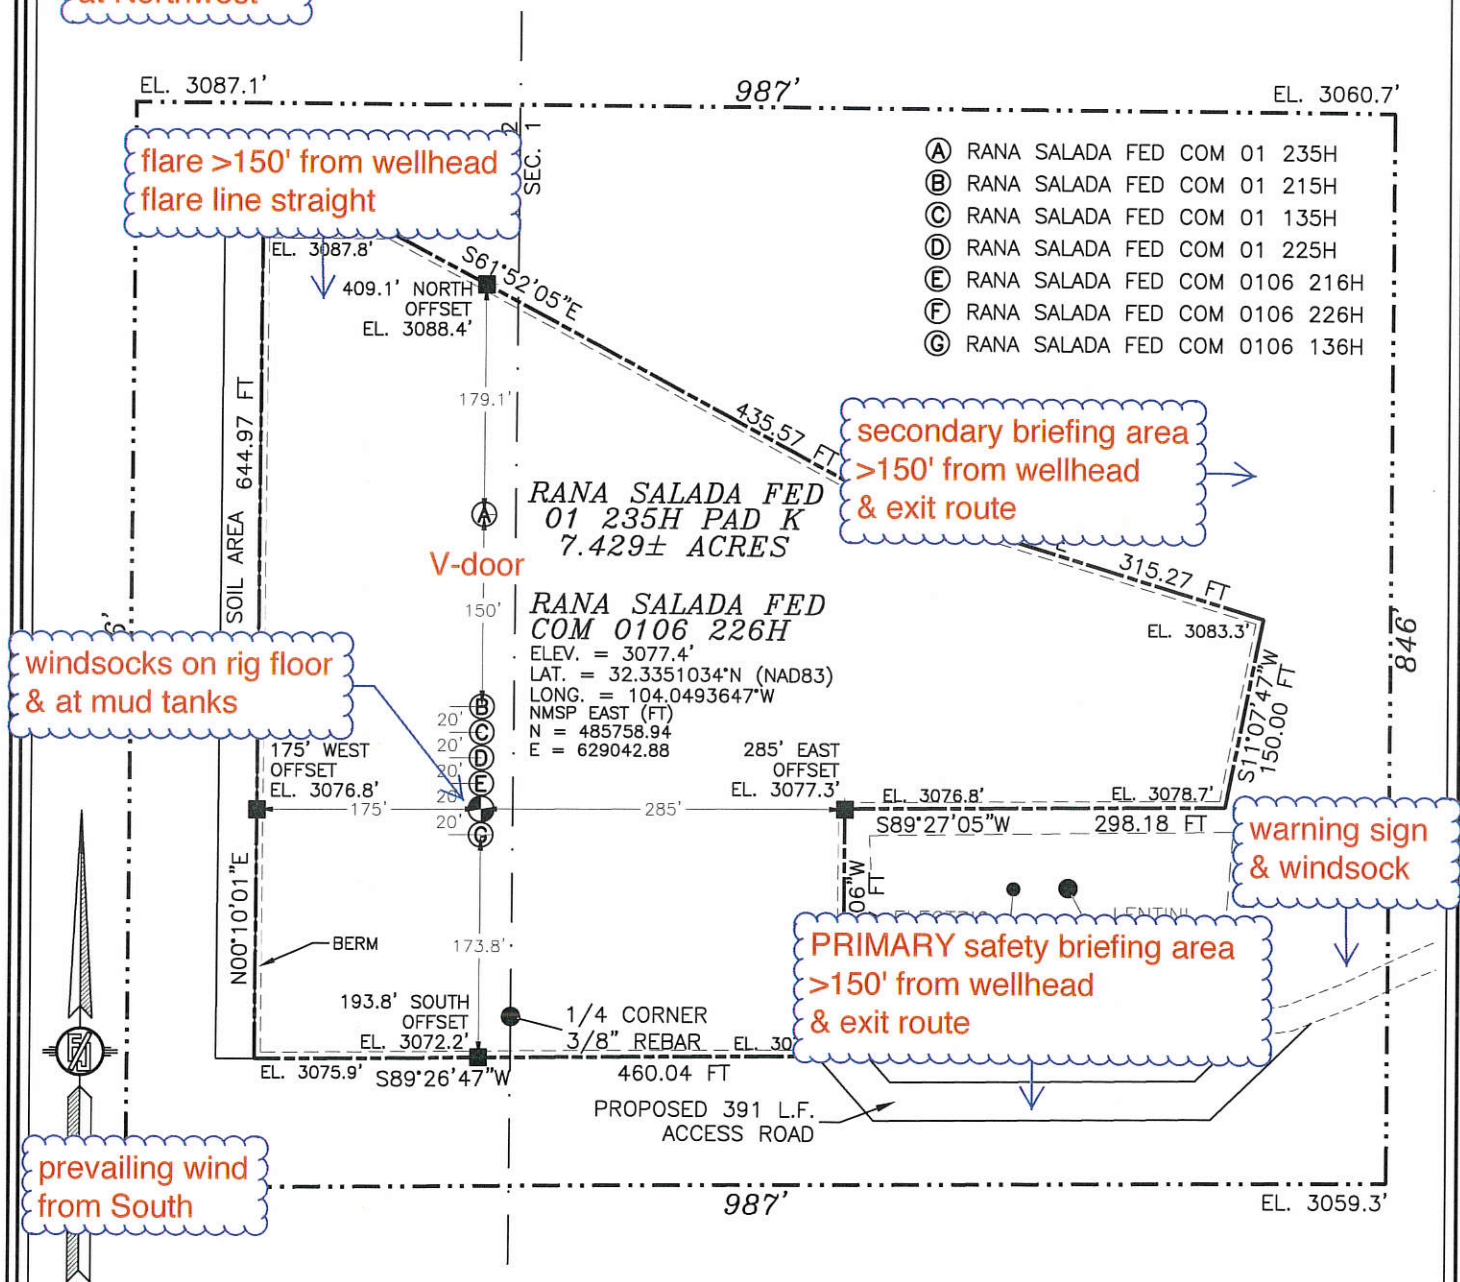 at Northwest
EL. 3087.1'
987'
EL. 3060.7'
2
SEC. 1
flare >150' from wellhead
flare line straight
Ⓐ RANA SALADA FED COM 01 235H
Ⓑ RANA SALADA FED COM 01 215H
Ⓒ RANA SALADA FED COM 01 135H
Ⓓ RANA SALADA FED COM 01 225H
Ⓔ RANA SALADA FED COM 0106 216H
Ⓕ RANA SALADA FED COM 0106 226H
Ⓖ RANA SALADA FED COM 0106 136H
EL. 3087.8'
S61°52'05"E
409.1' NORTH
OFFSET
EL. 3088.4'
179.1'
435.57 FT
SOIL AREA 644.97 FT
secondary briefing area
>150' from wellhead
& exit route
RANA SALADA FED
01 235H PAD K
7.429± ACRES
A
V-door
E
315.27 FT
150'
RANA SALADA FED
COM 0106 226H
ELEV. = 3077.4'
LAT. = 32.3351034°N (NAD83)
LONG. = 104.0493647°W
NMSP EAST (FT)
N = 485758.94
E = 629042.88
EL. 3083.3'
846'
6'
windsocks on rig floor
& at mud tanks
S11°07'47"W
150.00 FT
B
20'
C
20'
D
20'
E
20'
20'
G
175' WEST
OFFSET
EL. 3076.8'
285' EAST
OFFSET
EL. 3077.3'
175'
285'
EL. 3076.8'
EL. 3078.7'
S89°27'05"W
298.18 FT
warning sign
& windsock
06"W
FT
N00°10'01"E
BERM
173.8'
PRIMARY safety briefing area
>150' from wellhead
& exit route
193.8' SOUTH
OFFSET
EL. 3072.2'
1/4 CORNER
3/8" REBAR
EL. 30
EL. 3075.9'
S89°26'47"W
460.04 FT
PROPOSED 391 L.F.
ACCESS ROAD
prevailing wind
from South
987'
EL. 3059.3'